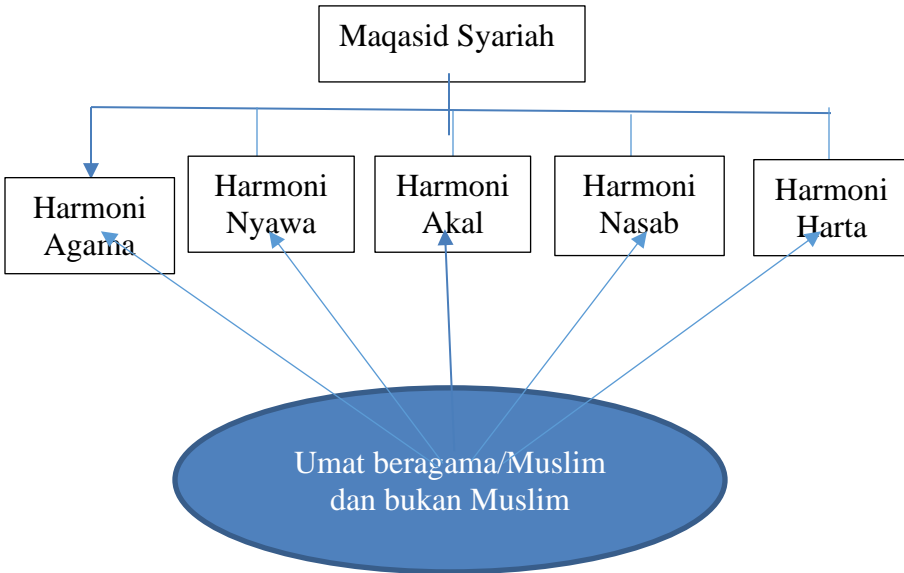 Maqasid Syariah
Harmoni
Agama
Harmoni
Nyawa
Harmoni
Akal
Harmoni
Nasab
Harmoni
Harta
Umat beragama/Muslim
dan bukan Muslim